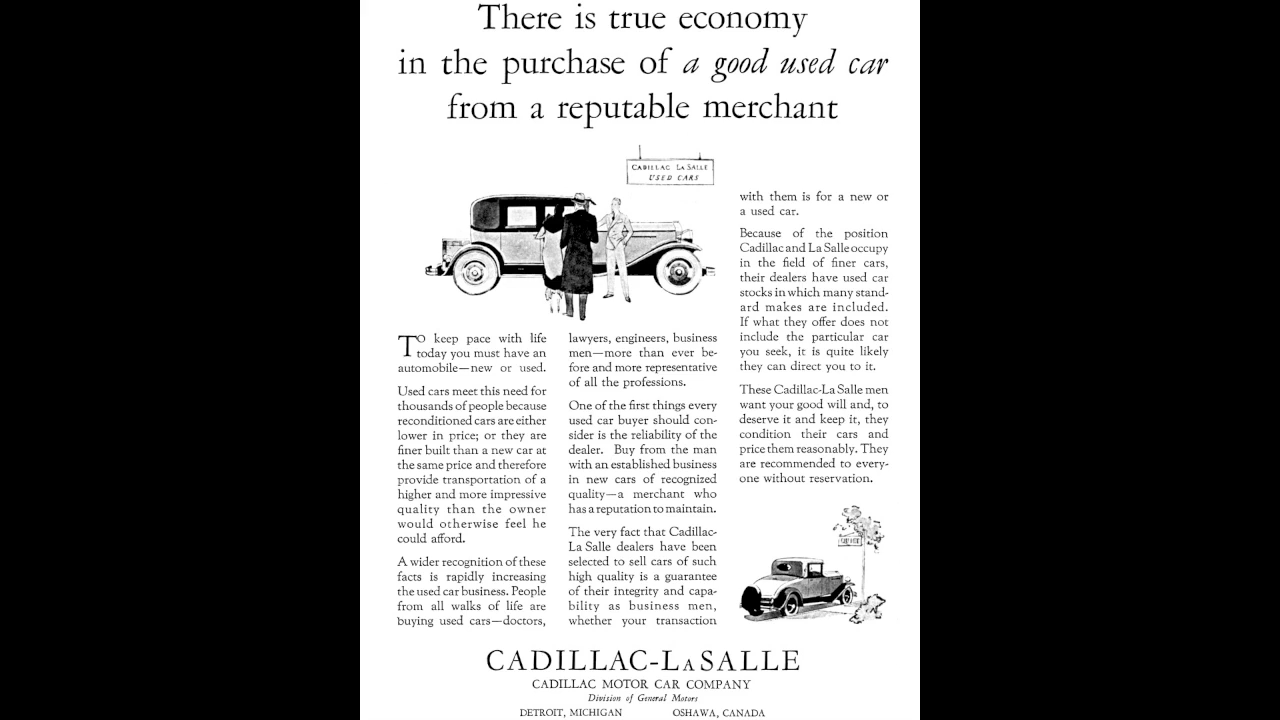 There is true economy
in the purchase of a good used car
from a reputable merchant
CADILLAC LA SALLE
USED CARS
TO keep pace with life
today you must have an
automobile—new or used.
Used cars meet this need for
thousands of people because
reconditioned cars are either
lower in price; or they are
finer built than a new car at
the same price and therefore
provide transportation of a
higher and more impressive
quality than the owner
would otherwise feel he
could afford.
A wider recognition of these
facts is rapidly increasing
the used car business. People
from all walks of life are
buying used cars—doctors,
lawyers, engineers, business
men—more than ever be-
fore and more representative
of all the professions.
One of the first things every
used car buyer should con-
sider is the reliability of the
dealer. Buy from the man
with an established business
in new cars of recognized
quality—a merchant who
has a reputation to maintain.
The very fact that Cadillac-
La Salle dealers have been
selected to sell cars of such
high quality is a guarantee
of their integrity and capa-
bility as business men,
whether your transaction
with them is for a new or
a used car.
Because of the position
Cadillac and La Salle occupy
in the field of finer cars,
their dealers have used car
stocks in which many stand-
ard makes are included.
If what they offer does not
include the particular car
you seek, it is quite likely
they can direct you to it.
These Cadillac-La Salle men
want your good will and, to
deserve it and keep it, they
condition their cars and
price them reasonably. They
are recommended to every-
one without reservation.
CADILLAC-LA SALLE
CADILLAC MOTOR CAR COMPANY
Division of General Motors
DETROIT, MICHIGAN OSHAWA, CANADA